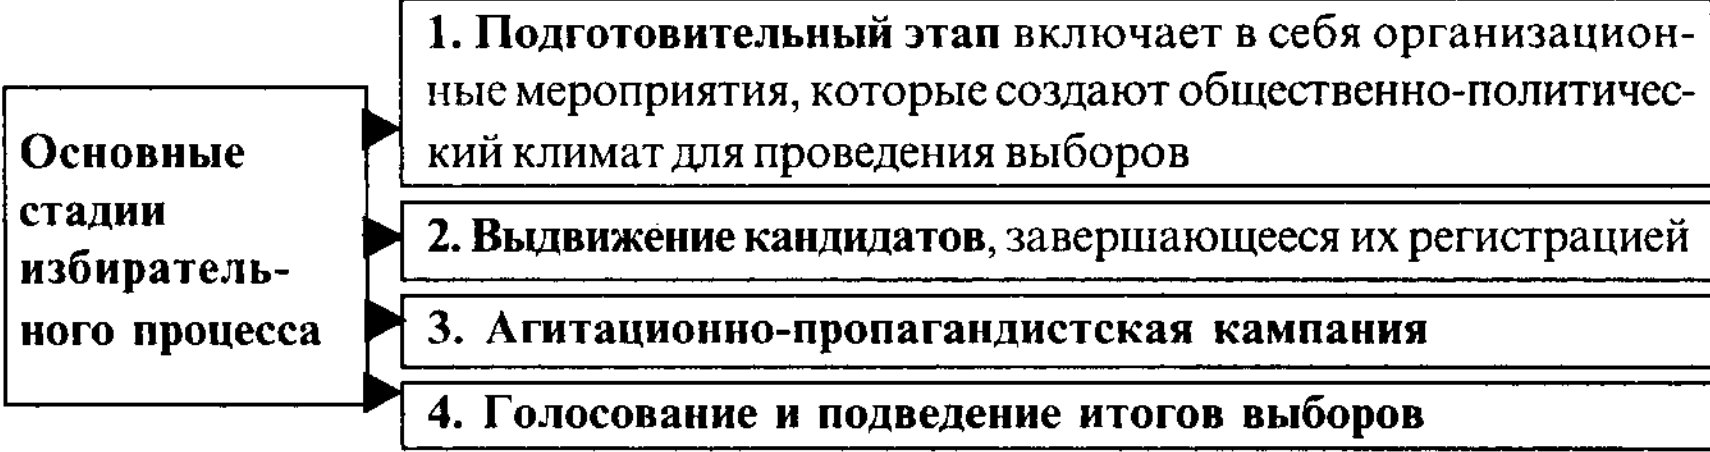 Основные
стадии
избиратель-
ного процесса
1. Подготовительный этап включает в себя организацион-
ные мероприятия, которые создают общественно-политичес-
кий климат для проведения выборов
2. Выдвижение кандидатов, завершающееся их регистрацией
3. Агитационно-пропагандистская кампания
4. Голосование и подведение итогов выборов